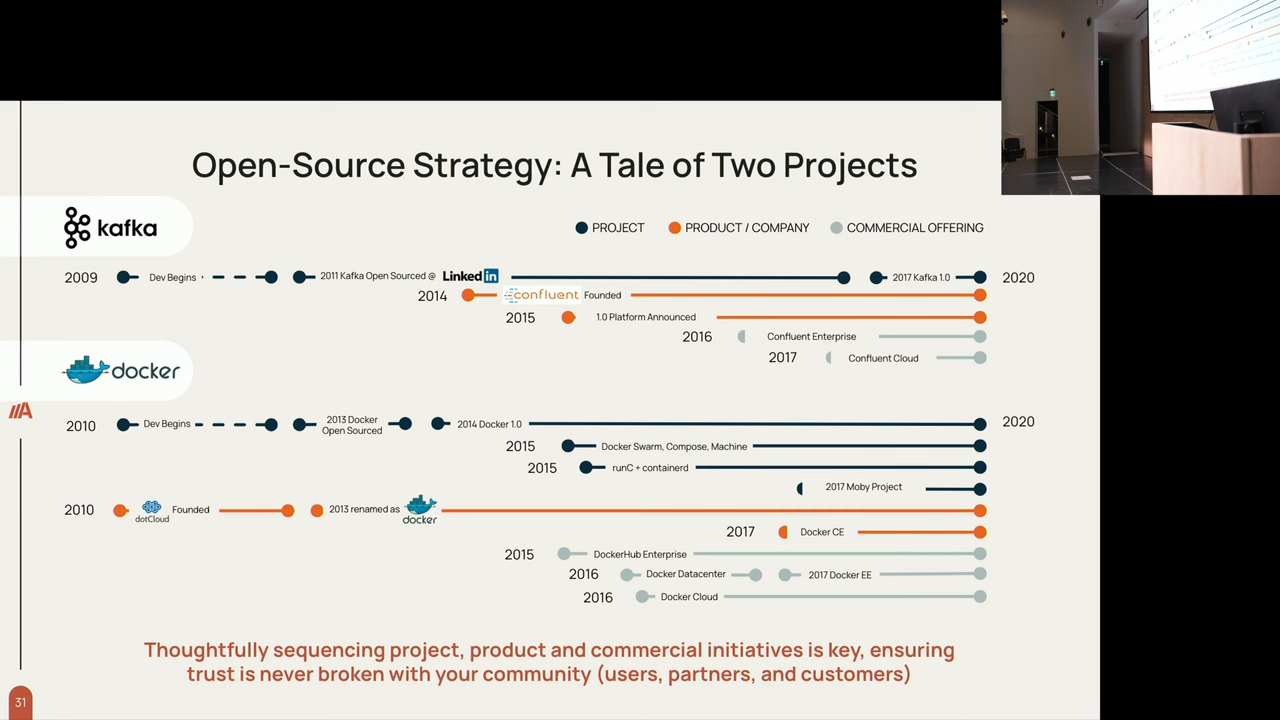 Open-Source Strategy: A Tale of Two Projects
kafka
PROJECT PRODUCT / COMPANY COMMERCIAL OFFERING
2009 Dev Begins 2011 Kafka Open Sourced @ LinkedIn 2017 Kafka 1.0 2020
2014 confluent Founded
2015 1.0 Platform Announced
2016 Confluent Enterprise
2017 Confluent Cloud
docker
2010 Dev Begins 2013 Docker Open Sourced 2014 Docker 1.0 2020
2015 Docker Swarm, Compose, Machine
2015 runC + containerd
2017 Moby Project
2010 dotCloud Founded 2013 renamed as docker
2017 Docker CE
2015 DockerHub Enterprise
2016 Docker Datacenter 2017 Docker EE
2016 Docker Cloud
Thoughtfully sequencing project, product and commercial initiatives is key, ensuring
trust is never broken with your community (users, partners, and customers)
31